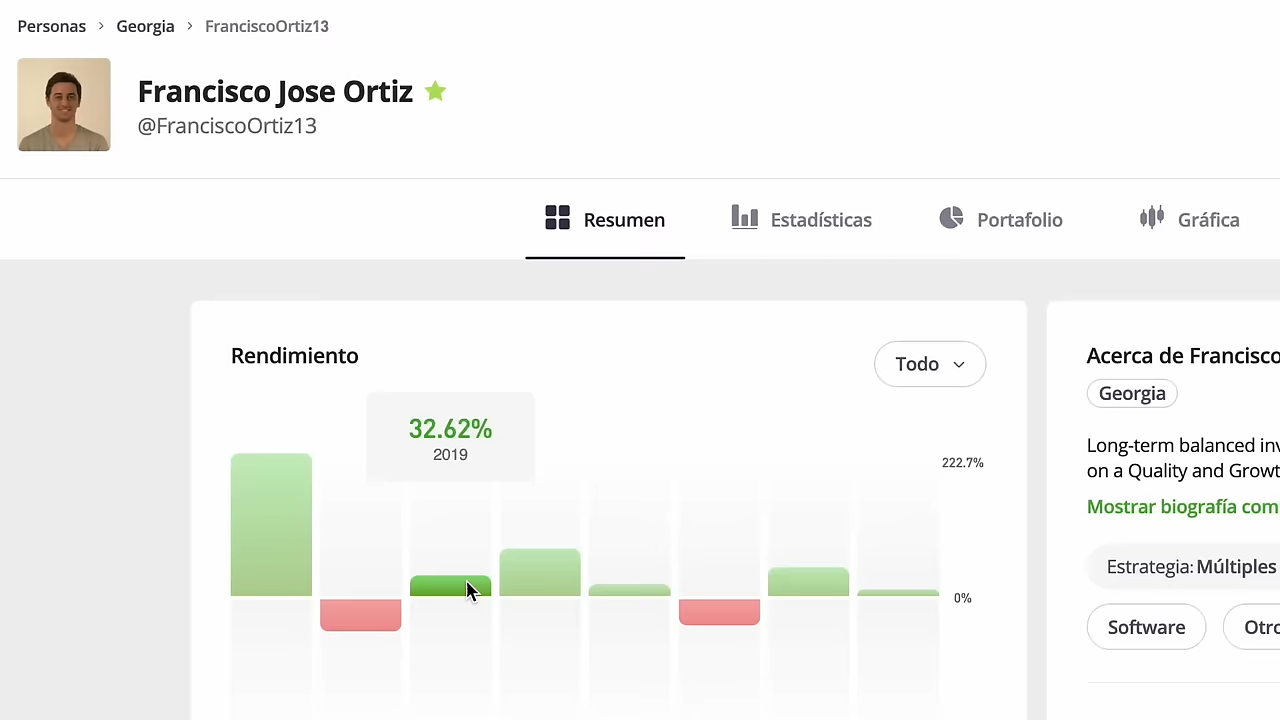 Personas > Georgia > FranciscoOrtiz13
Francisco Jose Ortiz
@FranciscoOrtiz13
Resumen
Estadísticas
Portafolio
Gráfica
Rendimiento
Todo
32.62%
2019
222.7%
0%
Acerca de Francisco
Georgia
Long-term balanced inv
on a Quality and Growt
Mostrar biografía com
Estrategia: Múltiples
Software
Otro